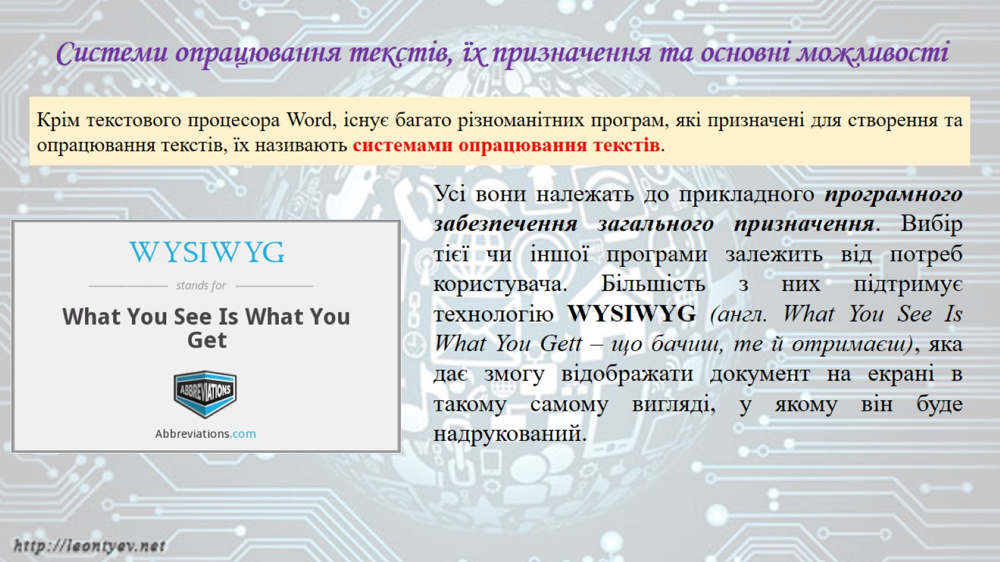 Системи опрацювання текстів, їх призначення та основні можливості
Крім текстового процесора Word, існує багато різноманітних програм, які призначені для створення та
опрацювання текстів, їх називають системами опрацювання текстів.
WYSIWYG
stands for
What You See Is What You
Get
ABBREVIATIONS
Abbreviations.com
Усі вони належать до прикладного програмного
забезпечення загального призначення. Вибір
тієї чи іншої програми залежить від потреб
користувача. Більшість з них підтримує
технологію WYSIWYG (англ. What You See Is
What You Gett – що бачиш, те й отримаєш), яка
дає змогу відображати документ на екрані в
такому самому вигляді, у якому він буде
надрукований.
http://leontyev.net